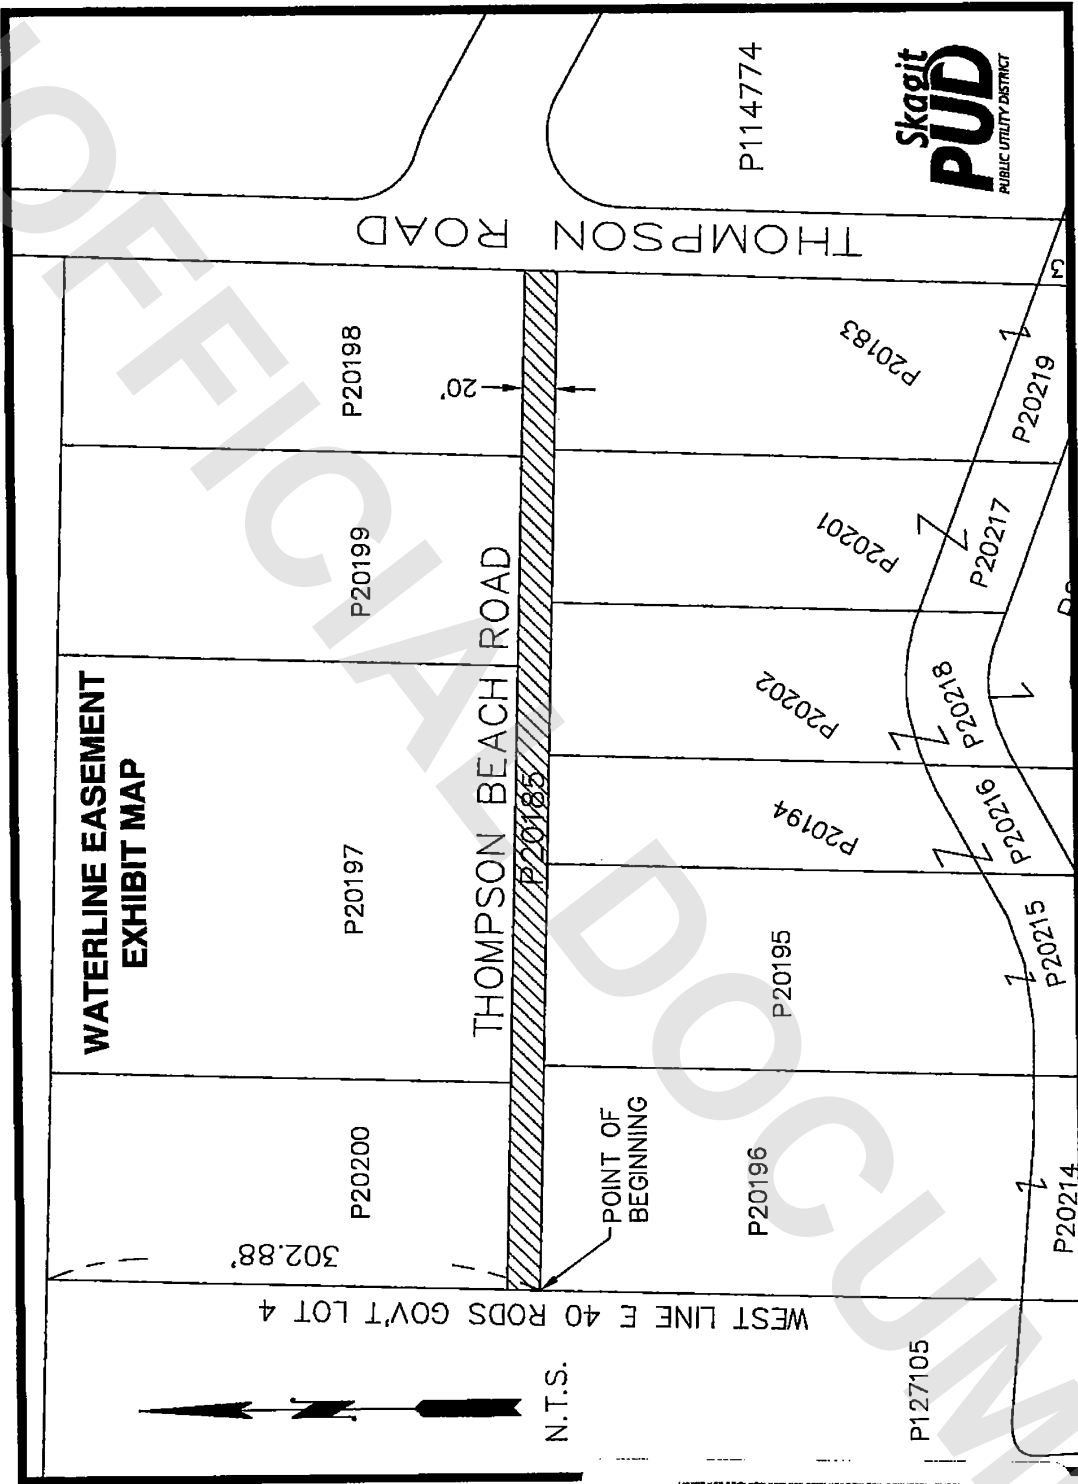 WATERLINE EASEMENT
EXHIBIT MAP
THOMPSON ROAD
P114774
Skagit
PUD
PUBLIC UTILITY DISTRICT
P20198
20'
P20183
P20219
3
P20199
P20201
P20217
THOMPSON BEACH ROAD
P20185
P20197
P20202
P20218
P20194
P20216
P20195
P20215
P20200
302.88'
POINT OF
BEGINNING
P20196
P20214
WEST LINE E 40 RODS GOV'T LOT 4
N.T.S.
P127105
OFFICIAL DOCUM